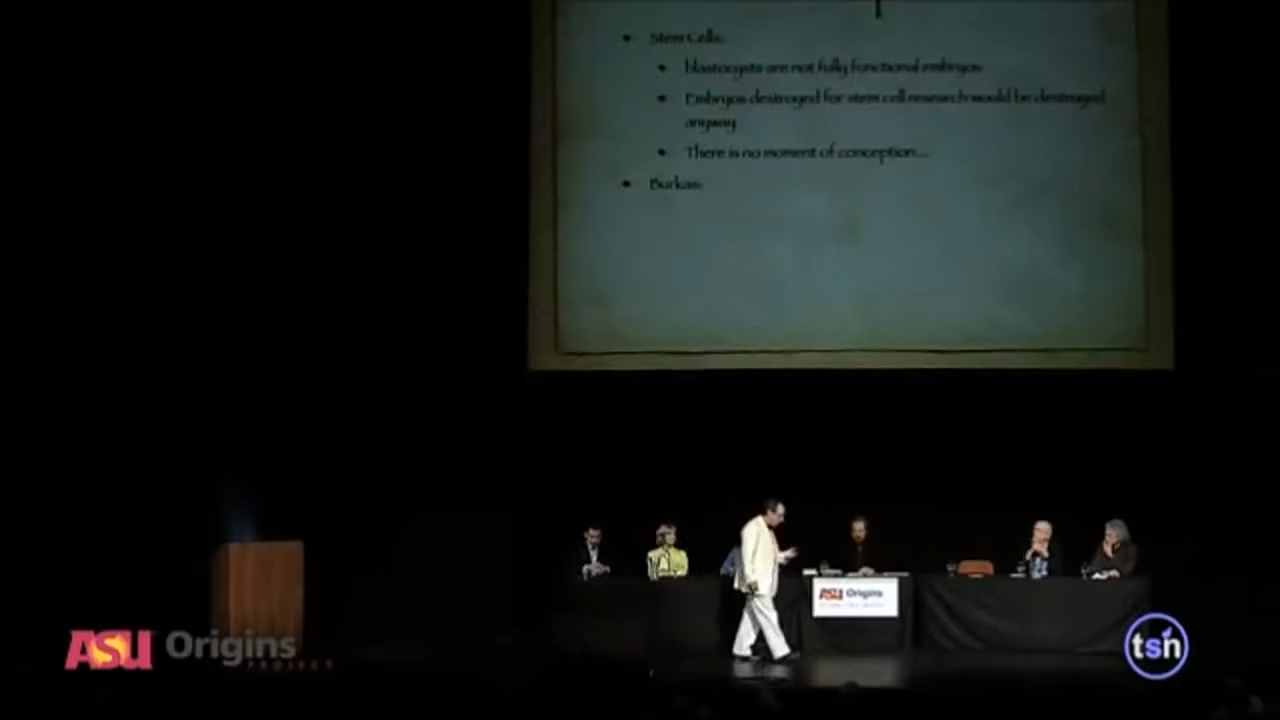 Stem Cells:
blastocysts are not fully functional embryos
Embryos destroyed for stem cell research would be destroyed
anyway
There is no moment of conception...
Burkas:
ASU Origins
ASU Origins
PROJECT
tsn